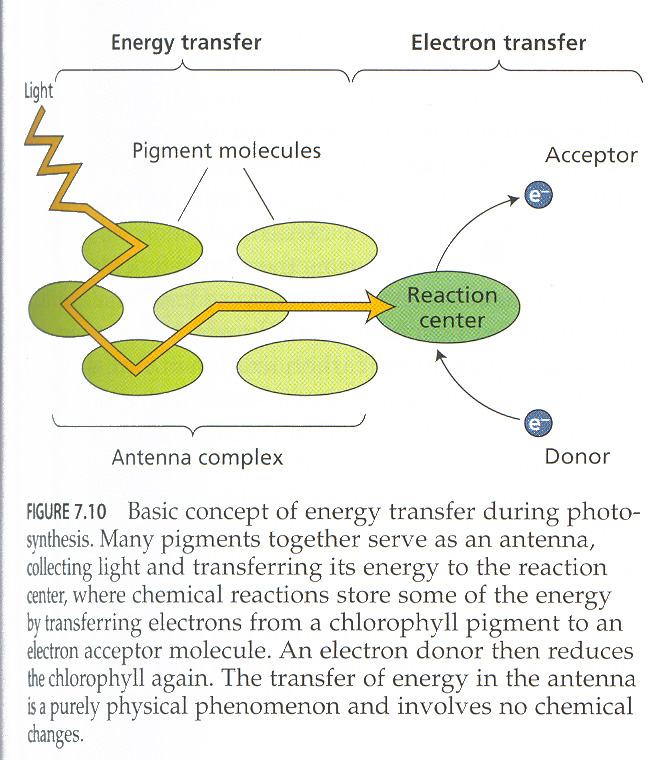 Energy transfer
Electron transfer
Light
Pigment molecules
Acceptor
e⁻
Reaction
center
e⁻
Antenna complex
Donor
FIGURE 7.10 Basic concept of energy transfer during photo-
synthesis. Many pigments together serve as an antenna,
collecting light and transferring its energy to the reaction
center, where chemical reactions store some of the energy
by transferring electrons from a chlorophyll pigment to an
electron acceptor molecule. An electron donor then reduces
the chlorophyll again. The transfer of energy in the antenna
is a purely physical phenomenon and involves no chemical
changes.